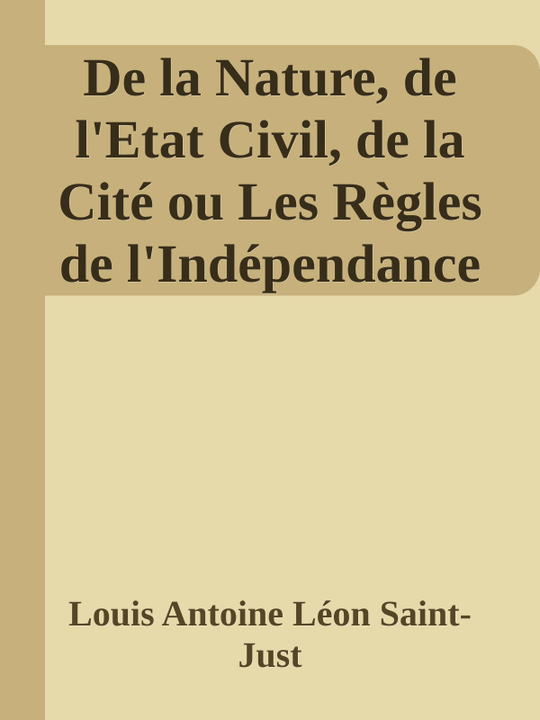 De la Nature, de
l'Etat Civil, de la
Cité ou Les Règles
de l'Indépendance
Louis Antoine Léon Saint-
Just